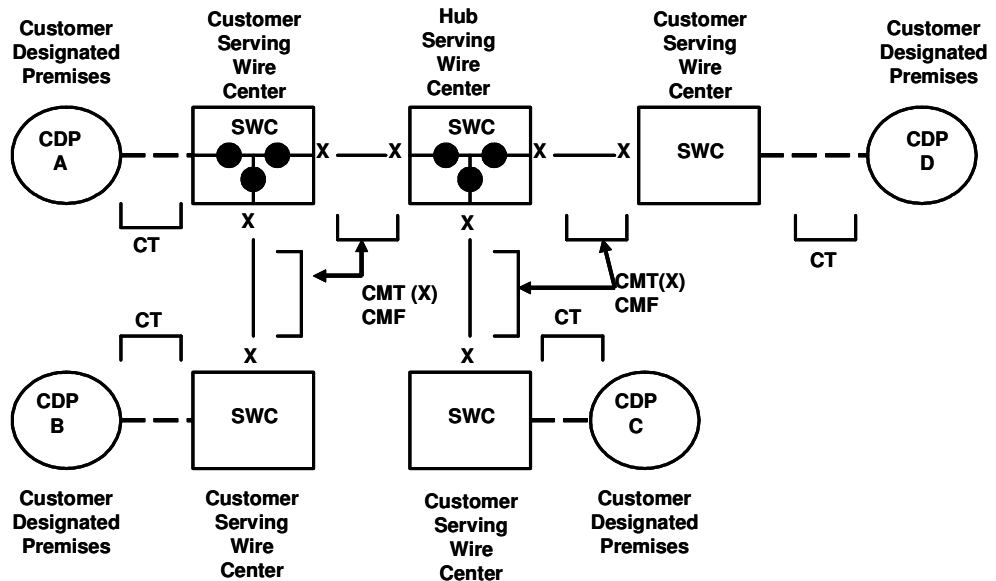 Customer
Designated
Premises
Customer
Serving
Wire
Center
Hub
Serving
Wire
Center
Customer
Serving
Wire
Center
Customer
Designated
Premises
CDP
A
SWC
X
X
SWC
X
X
SWC
CDP
D
CT
X
X
CT
CMT (X)
CMF
CMT(X)
CMF
CT
CT
X
X
CDP
B
SWC
SWC
CDP
C
Customer
Designated
Premises
Customer
Serving
Wire
Center
Customer
Serving
Wire
Center
Customer
Designated
Premises